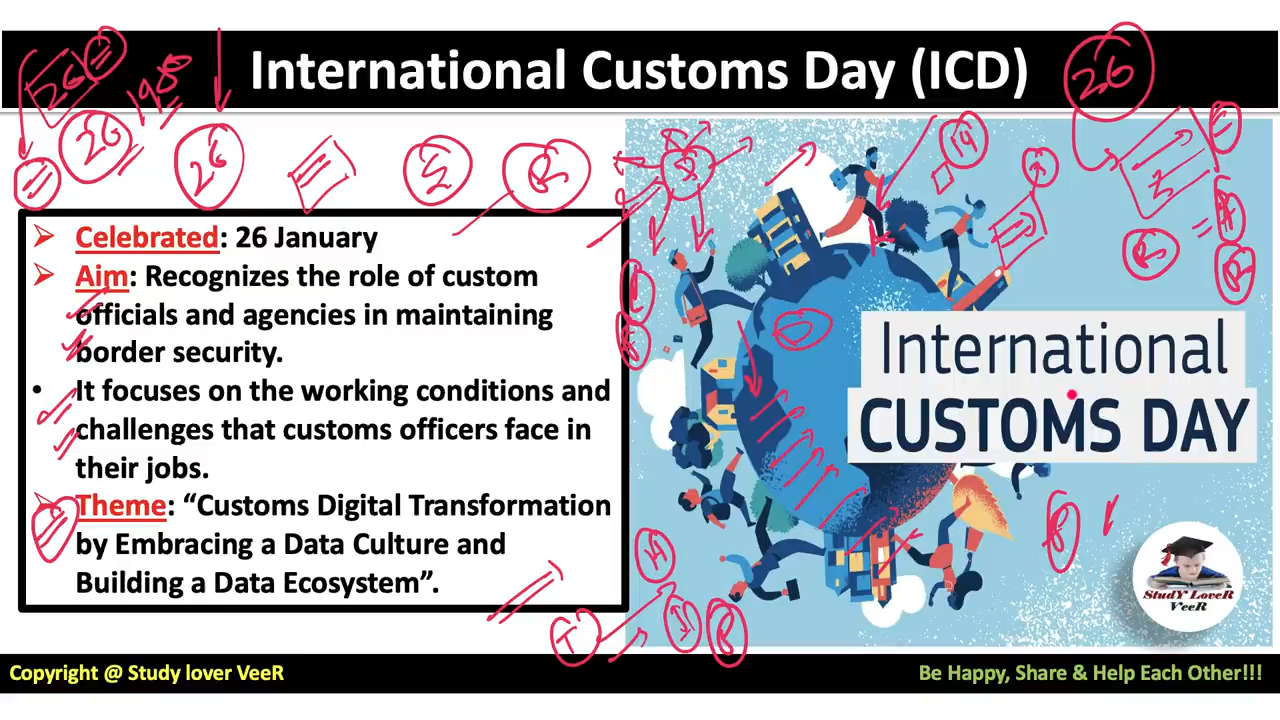 International Customs Day (ICD)
26
26
1988
26
26
➢ Celebrated: 26 January
➢ Aim: Recognizes the role of custom
officials and agencies in maintaining
border security.
• It focuses on the working conditions and
challenges that customs officers face in
their jobs.
➢ Theme: “Customs Digital Transformation
by Embracing a Data Culture and
Building a Data Ecosystem”.
International
CUSTOMS DAY
StudY LoveR
VeeR
Copyright @ Study lover VeeR
Be Happy, Share & Help Each Other!!!